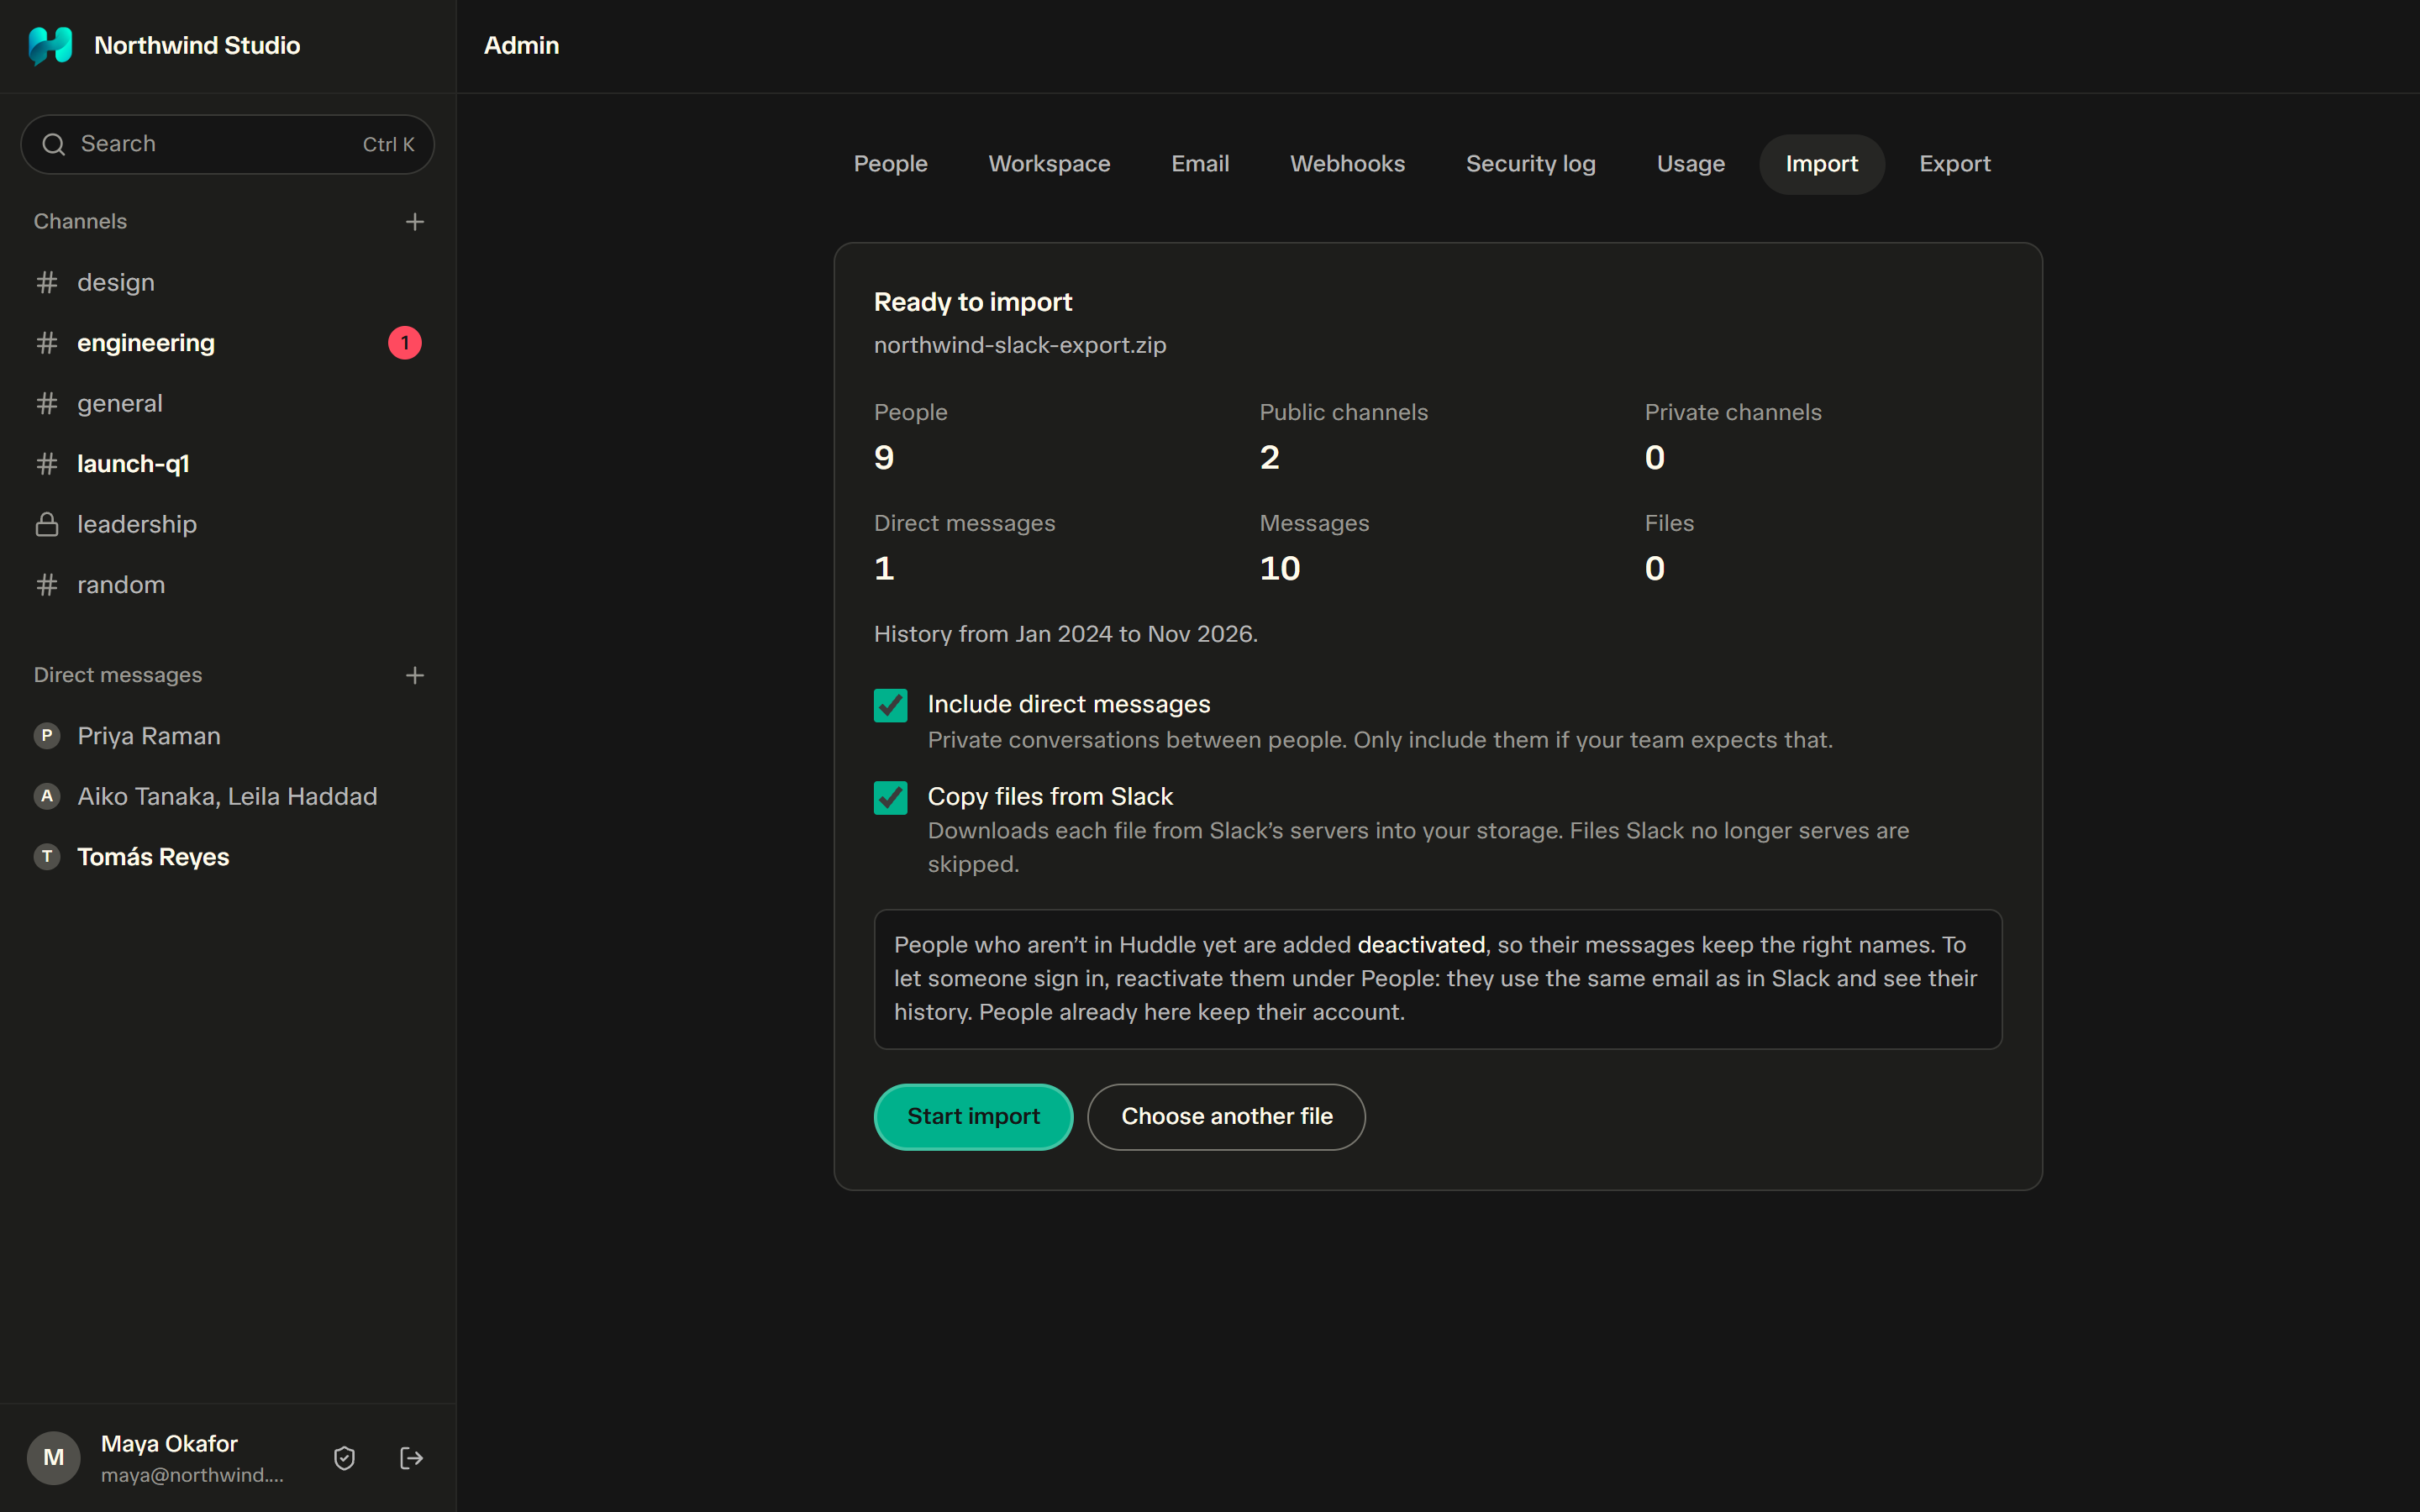 Northwind Studio
Search
Ctrl K
Channels
design
engineering
1
general
launch-q1
leadership
random
Direct messages
P
Priya Raman
A
Aiko Tanaka, Leila Haddad
T
Tomás Reyes
M
Maya Okafor
maya@northwind....
Admin
People
Workspace
Email
Webhooks
Security log
Usage
Import
Export
Ready to import
northwind-slack-export.zip
People
9
Public channels
2
Private channels
0
Direct messages
1
Messages
10
Files
0
History from Jan 2024 to Nov 2026.
Include direct messages
Private conversations between people. Only include them if your team expects that.
Copy files from Slack
Downloads each file from Slack’s servers into your storage. Files Slack no longer serves are
skipped.
People who aren’t in Huddle yet are added deactivated, so their messages keep the right names. To
let someone sign in, reactivate them under People: they use the same email as in Slack and see their
history. People already here keep their account.
Start import
Choose another file